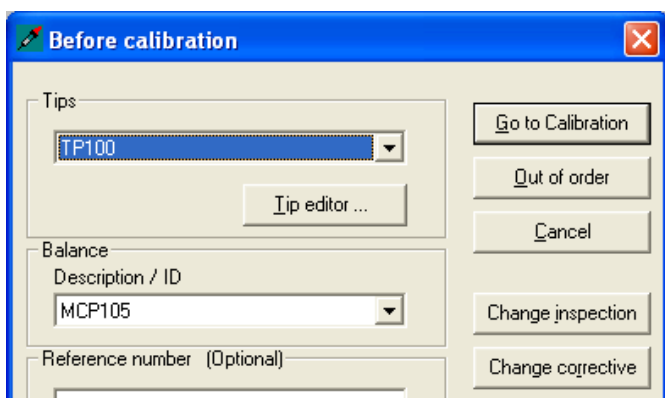 Before calibration
Tips
TP100
Tip editor ...
Balance
Description / ID
MCP105
Reference number (Optional)
Go to Calibration
Out of order
Cancel
Change inspection
Change corrective